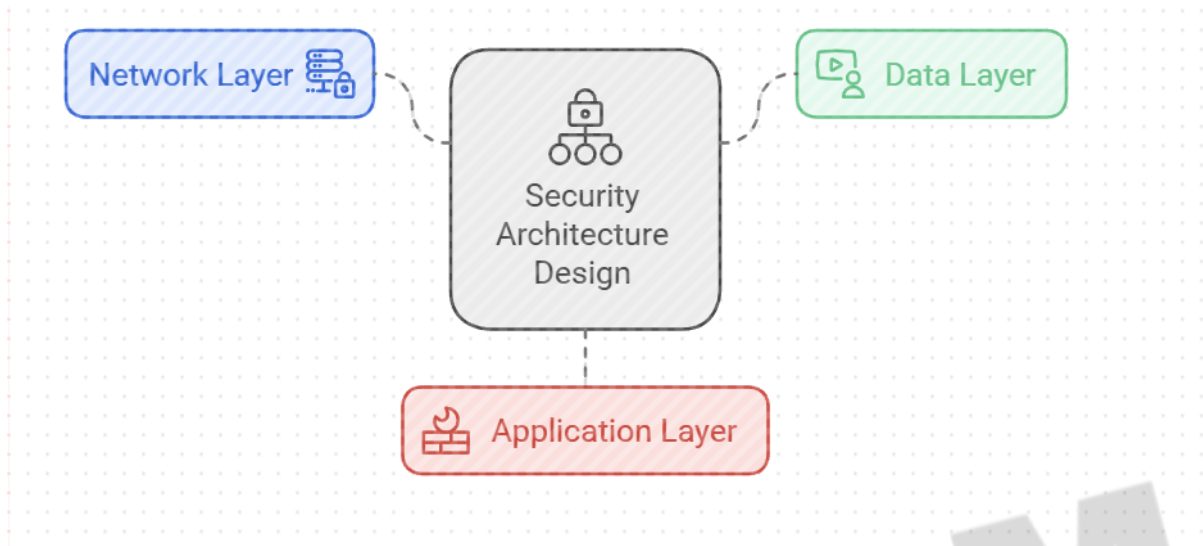 Network Layer
Data Layer
Security
Architecture
Design
Application Layer